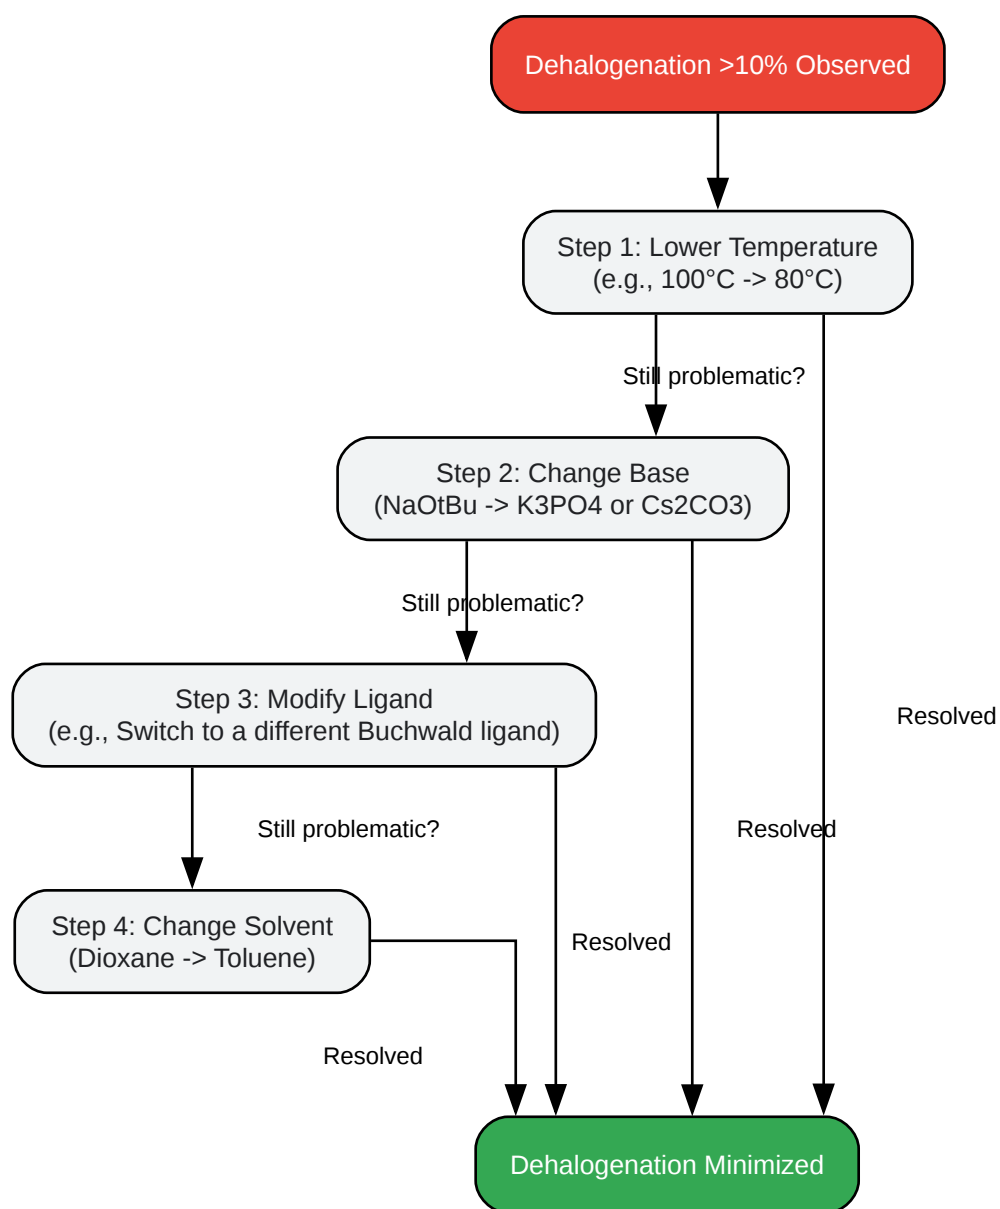 Dehalogenation >10% Observed
Step 1: Lower Temperature
(e.g., 100°C -> 80°C)
Still problematic?
Step 2: Change Base
(NaOtBu -> K3PO4 or Cs2CO3)
Still problematic?
Step 3: Modify Ligand
(e.g., Switch to a different Buchwald ligand)
Resolved
Still problematic?
Resolved
Step 4: Change Solvent
(Dioxane -> Toluene)
Resolved
Resolved
Dehalogenation Minimized